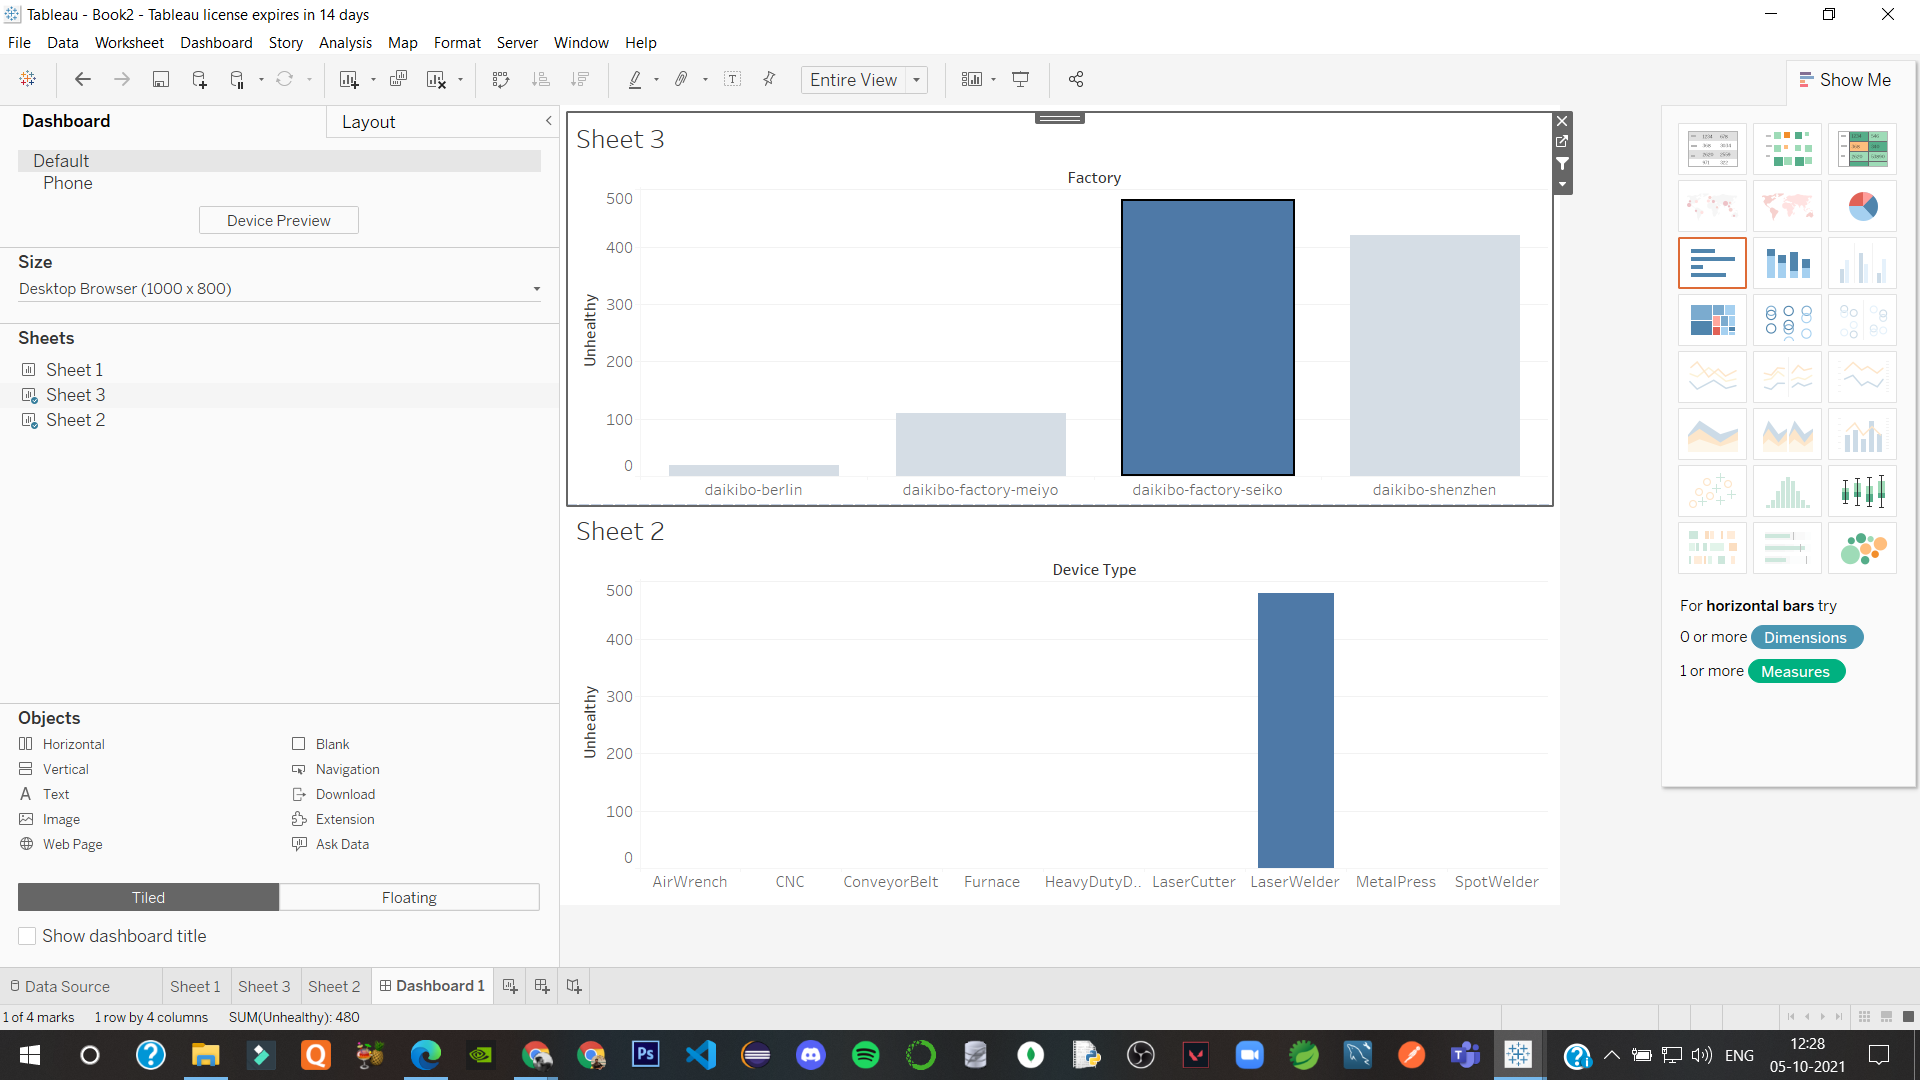 Tableau - Book2 - Tableau license expires in 14 days
File Data Worksheet Dashboard Story Analysis Map Format Server Window Help
Entire View
Show Me
Dashboard
Layout
Default
Phone
Device Preview
Size
Desktop Browser (1000 x 800)
Sheets
Sheet 1
Sheet 3
Sheet 2
Objects
Horizontal
Blank
Vertical
Navigation
Text
Download
Image
Extension
Web Page
Ask Data
Tiled
Floating
Show dashboard title
Sheet 3
Factory
500
400
300
200
100
0
Unhealthy
daikibo-berlin daikibo-factory-meiyo daikibo-factory-seiko daikibo-shenzhen
Sheet 2
Device Type
500
400
300
200
100
0
Unhealthy
AirWrench CNC ConveyorBelt Furnace HeavyDutyD.. LaserCutter LaserWelder MetalPress SpotWelder
For horizontal bars try
0 or more Dimensions
1 or more Measures
Data Source Sheet 1 Sheet 3 Sheet 2 Dashboard 1
1 of 4 marks 1 row by 4 columns SUM(Unhealthy): 480
Ps
ENG
12:28
05-10-2021